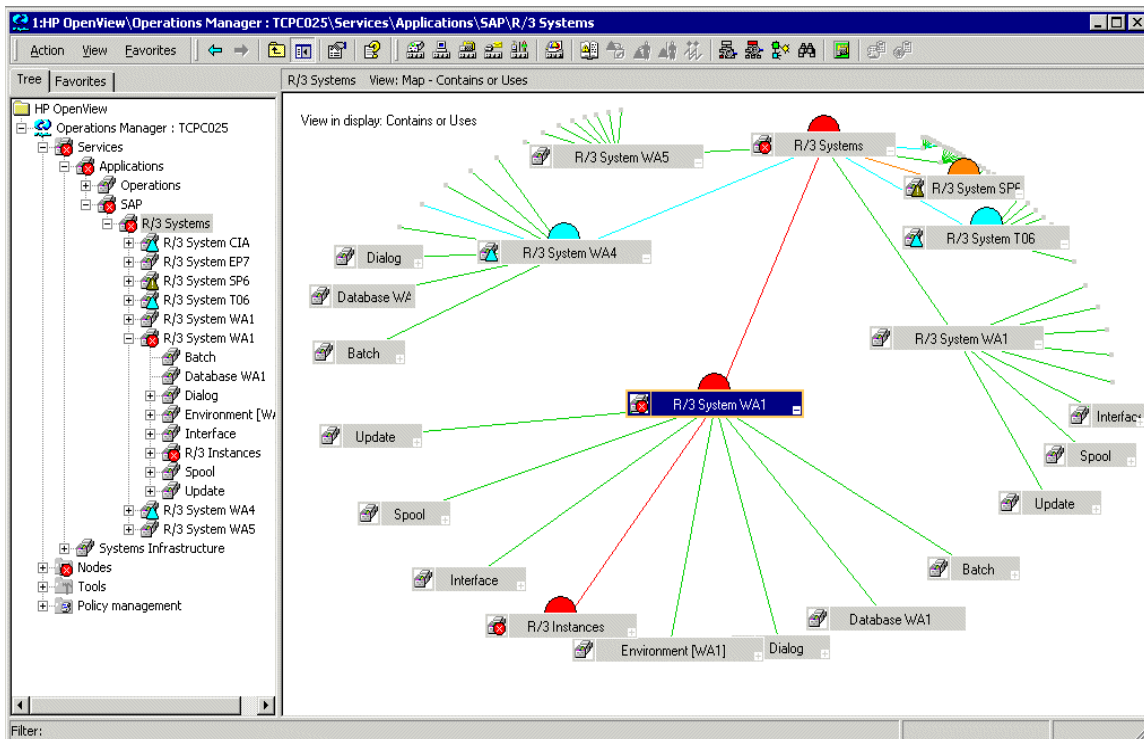 1:HP OpenView\Operations Manager : TCPC025\Services\Applications\SAP\R/3 Systems
Action View Favorites
Tree Favorites
R/3 Systems View: Map - Contains or Uses
HP OpenView
Operations Manager : TCPC025
Services
Applications
Operations
SAP
R/3 Systems
R/3 System CIA
R/3 System EP7
R/3 System SP6
R/3 System T06
R/3 System WA1
R/3 System WA1
Batch
Database WA1
Dialog
Environment [WA
Interface
R/3 Instances
Spool
Update
R/3 System WA4
R/3 System WA5
Systems Infrastructure
Nodes
Tools
Policy management
View in display: Contains or Uses
R/3 Systems
R/3 System WA5
R/3 System SP6
R/3 System T06
R/3 System WA4
Dialog
Database WA
Batch
R/3 System WA1
R/3 System WA1
Interfac
Update
Spool
Update
Spool
Interface
Batch
R/3 Instances
Database WA1
Environment [WA1]
Dialog
Filter: